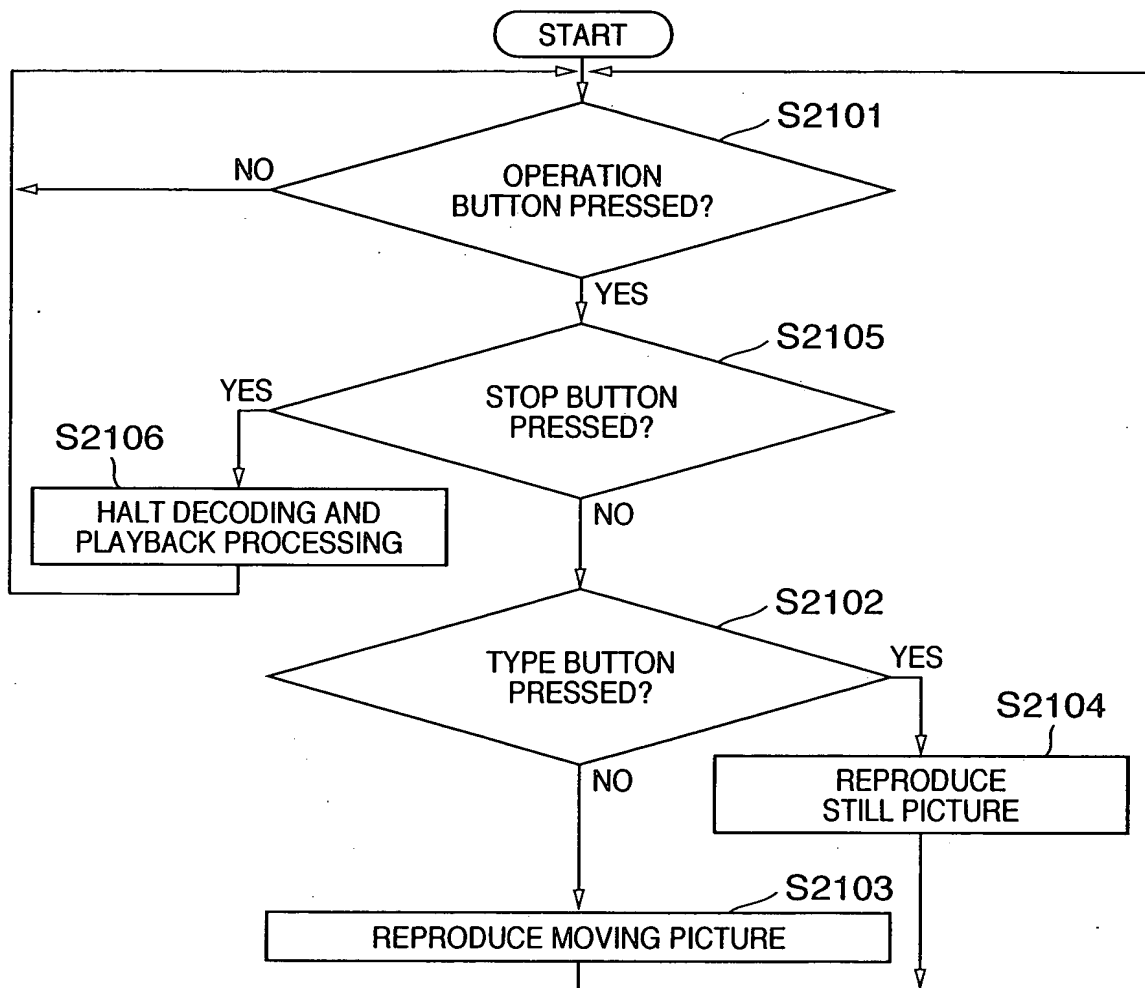 START
S2101
NO
OPERATION
BUTTON PRESSED?
YES
S2105
YES
STOP BUTTON
PRESSED?
S2106
HALT DECODING AND
PLAYBACK PROCESSING
NO
S2102
TYPE BUTTON
PRESSED?
YES
S2104
NO
REPRODUCE
STILL PICTURE
S2103
REPRODUCE MOVING PICTURE